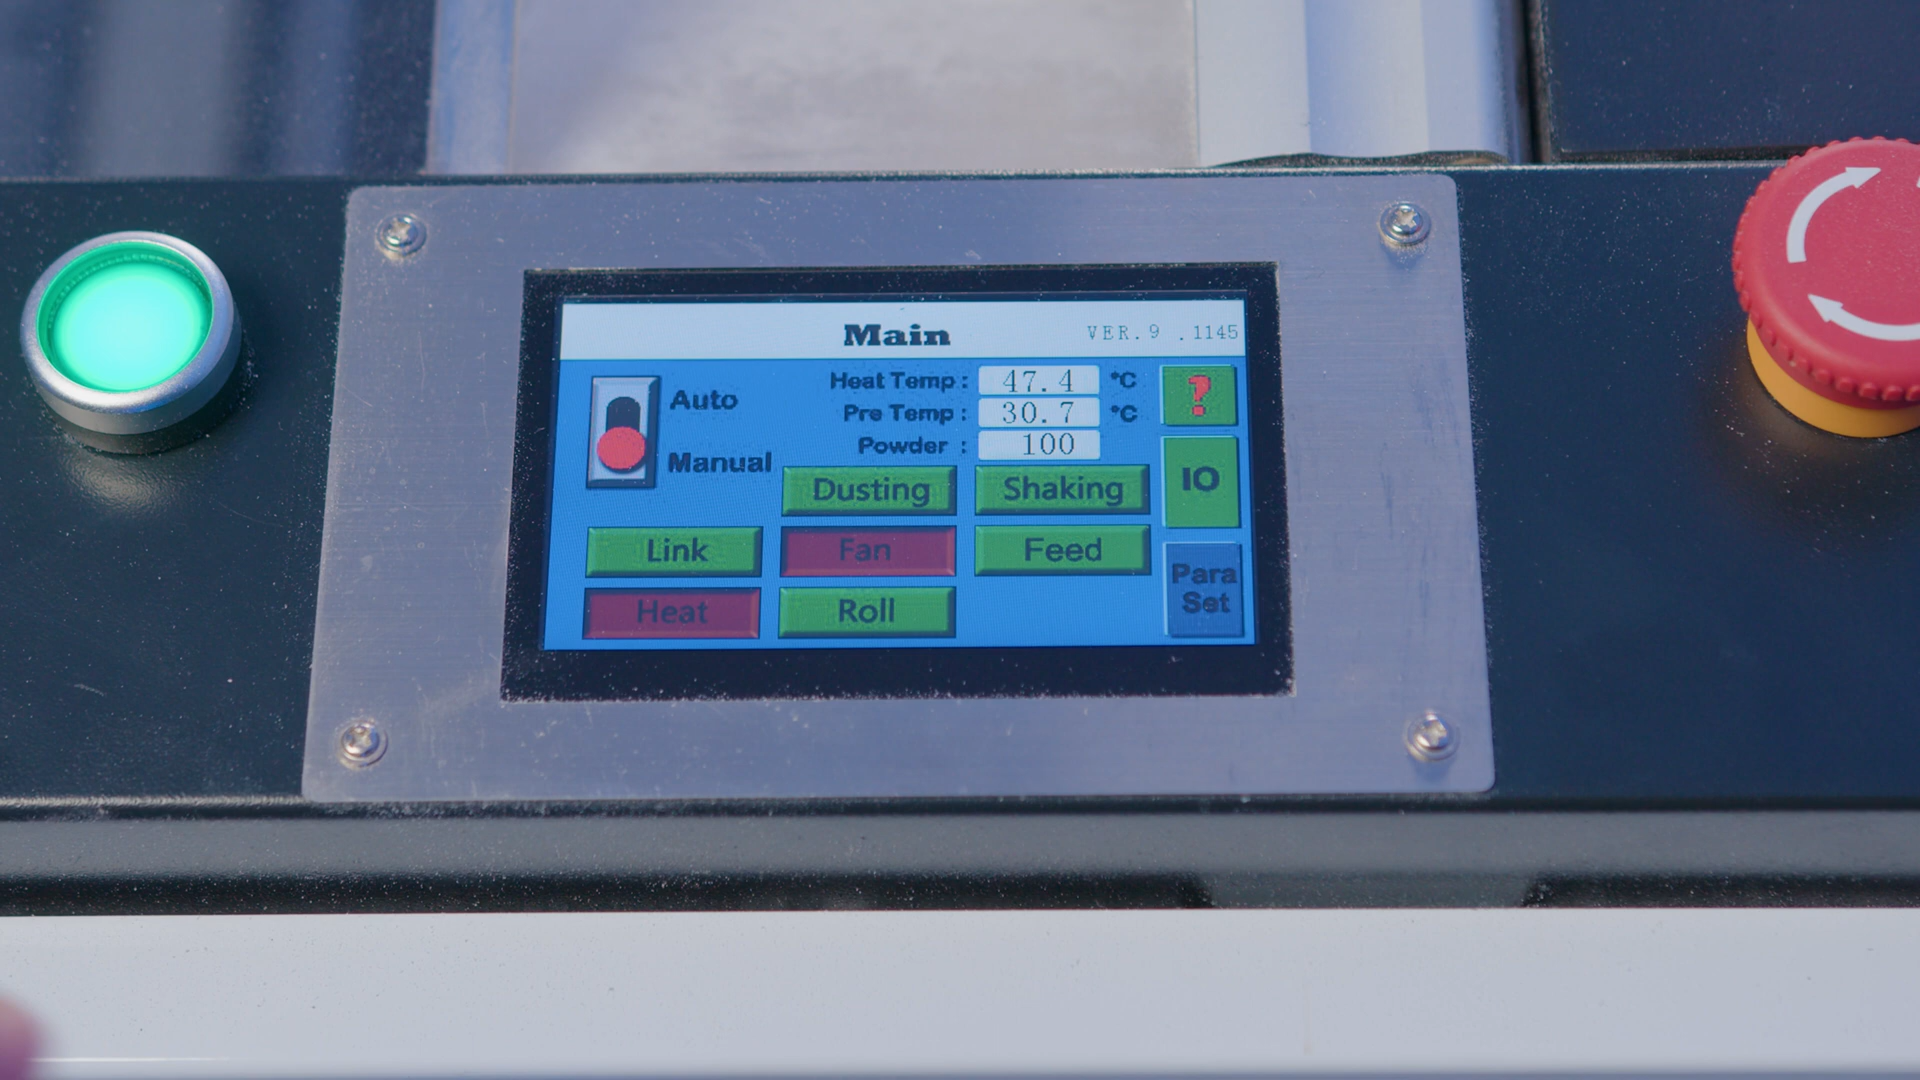 Main VER.9 .1145
Auto
Manual
Heat Temp : 47.4 °C
Pre Temp : 30.7 °C
Powder : 100
?
IO
Dusting Shaking
Link Fan Feed
Heat Roll
Para
Set